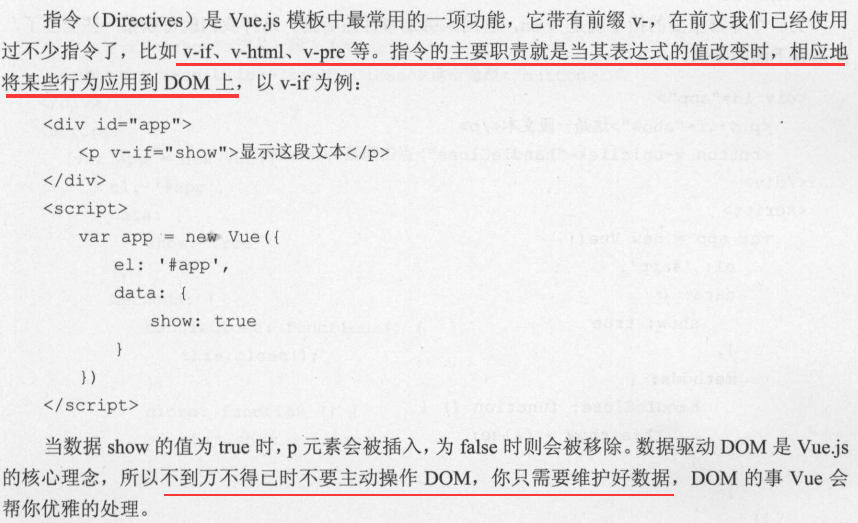 指令（Directives）是 Vue.js 模板中最常用的一项功能，它带有前缀 v-，在前文我们已经使用
过不少指令了，比如 v-if、v-html、v-pre 等。指令的主要职责就是当其表达式的值改变时，相应地
将某些行为应用到 DOM 上，以 v-if 为例：
<div id="app">
<p v-if="show">显示这段文本</p>
</div>
<script>
var app = new Vue({
el: '#app',
data: {
show: true
}
})
</script>
当数据 show 的值为 true 时，p 元素会被插入，为 false 时则会被移除。数据驱动 DOM 是 Vue.js
的核心理念，所以不到万不得已时不要主动操作 DOM，你只需要维护好数据，DOM 的事 Vue 会
帮你优雅的处理。